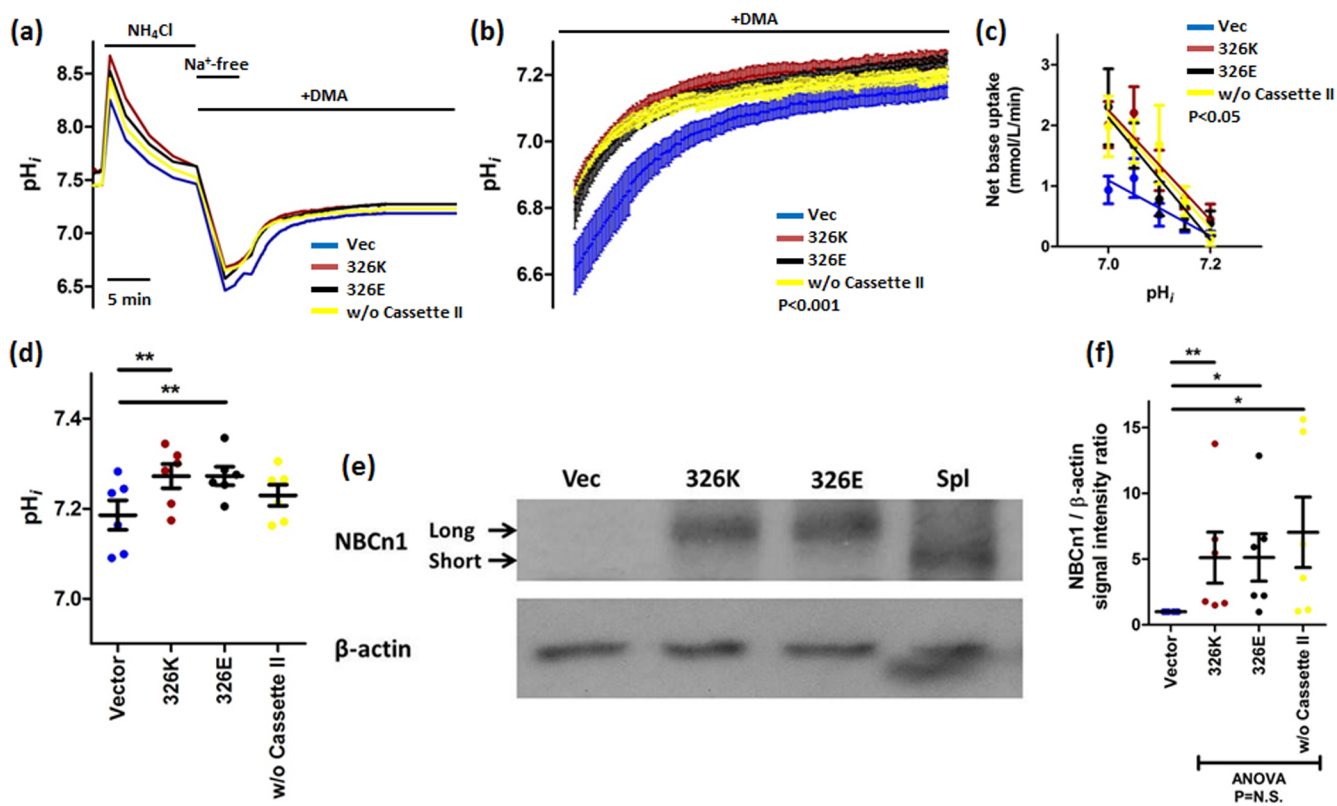 (a)
NH₄Cl
Na⁺-free
+DMA
pHᵢ
8.5
8.0
7.5
7.0
6.5
5 min
Vec
326K
326E
w/o Cassette II
(b)
+DMA
pHᵢ
7.2
7.0
6.8
6.6
Vec
326K
326E
w/o Cassette II
P<0.001
(c)
Vec
326K
326E
w/o Cassette II
P<0.05
Net base uptake
(mmol/L/min)
3
2
1
0
7.0
7.2
pHᵢ
(d)
**
**
pHᵢ
7.4
7.2
7.0
Vector
326K
326E
w/o Cassette II
(e)
Vec 326K 326E Spl
NBCn1
Long
Short
β-actin
(f)
**
*
*
NBCn1 / β-actin
signal intensity ratio
15
10
5
0
Vector
326K
326E
w/o Cassette II
ANOVA
P=N.S.